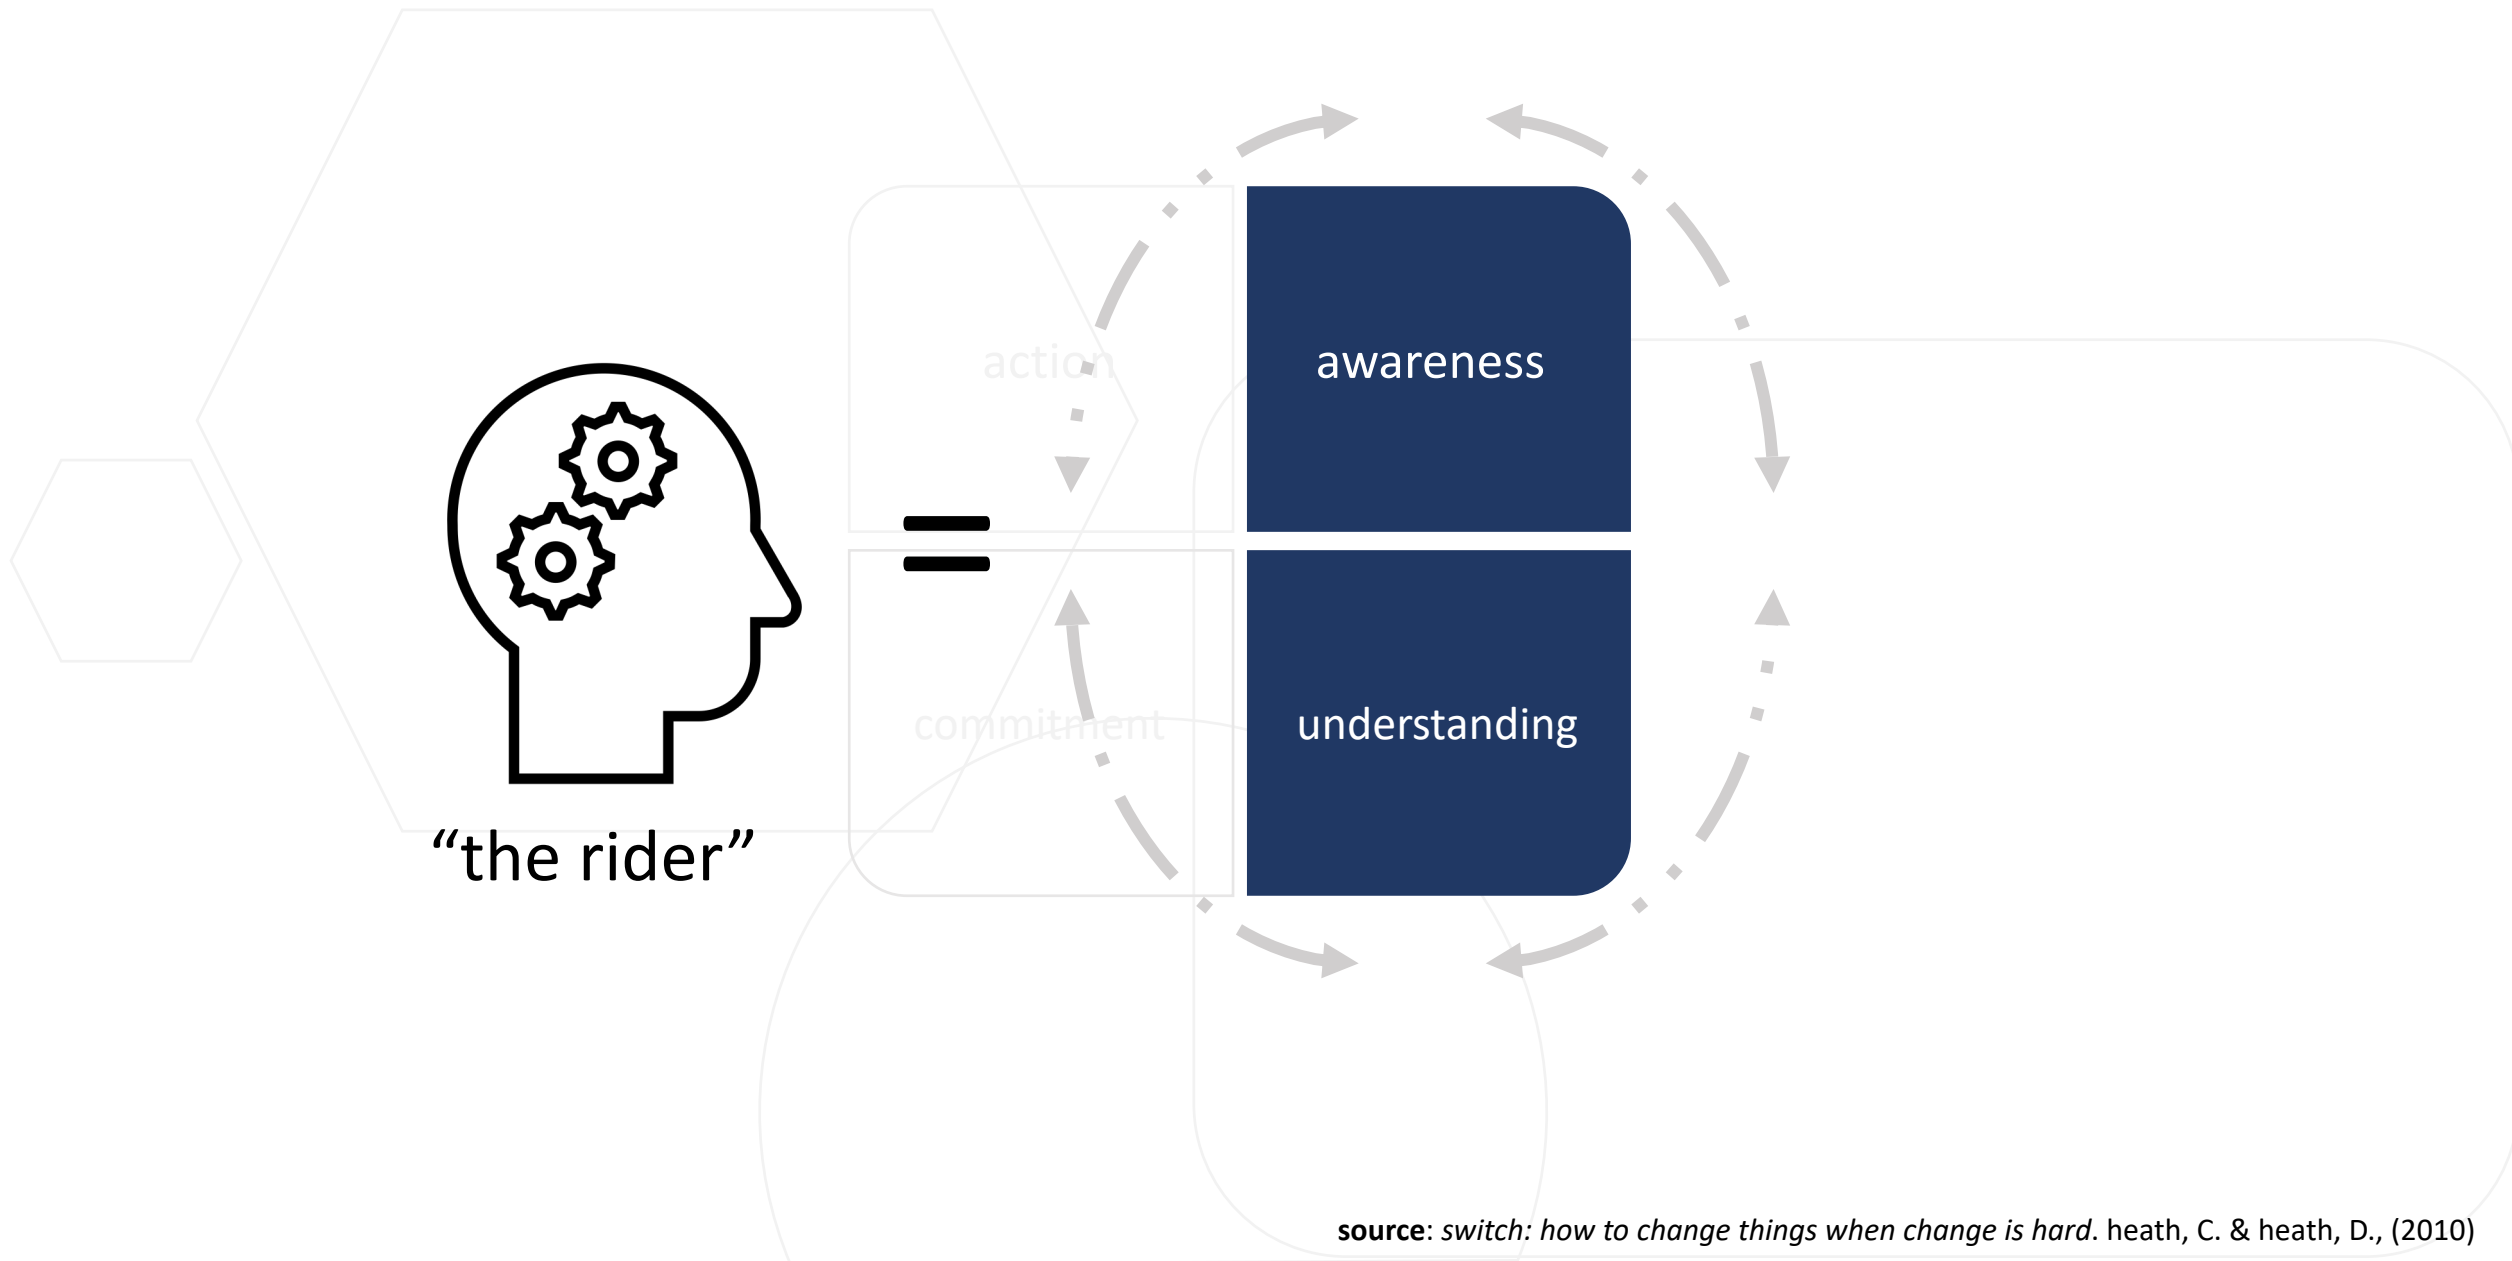 action
awareness
=
commitment
understanding
“the rider”
source: switch: how to change things when change is hard. heath, C. & heath, D., (2010)